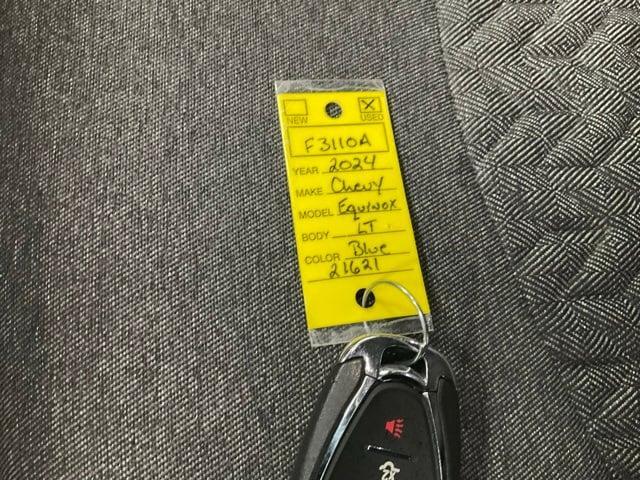 NEW USED
F3110A
YEAR 2024
MAKE Chevy
MODEL Equinox
BODY LT
COLOR Blue
21621